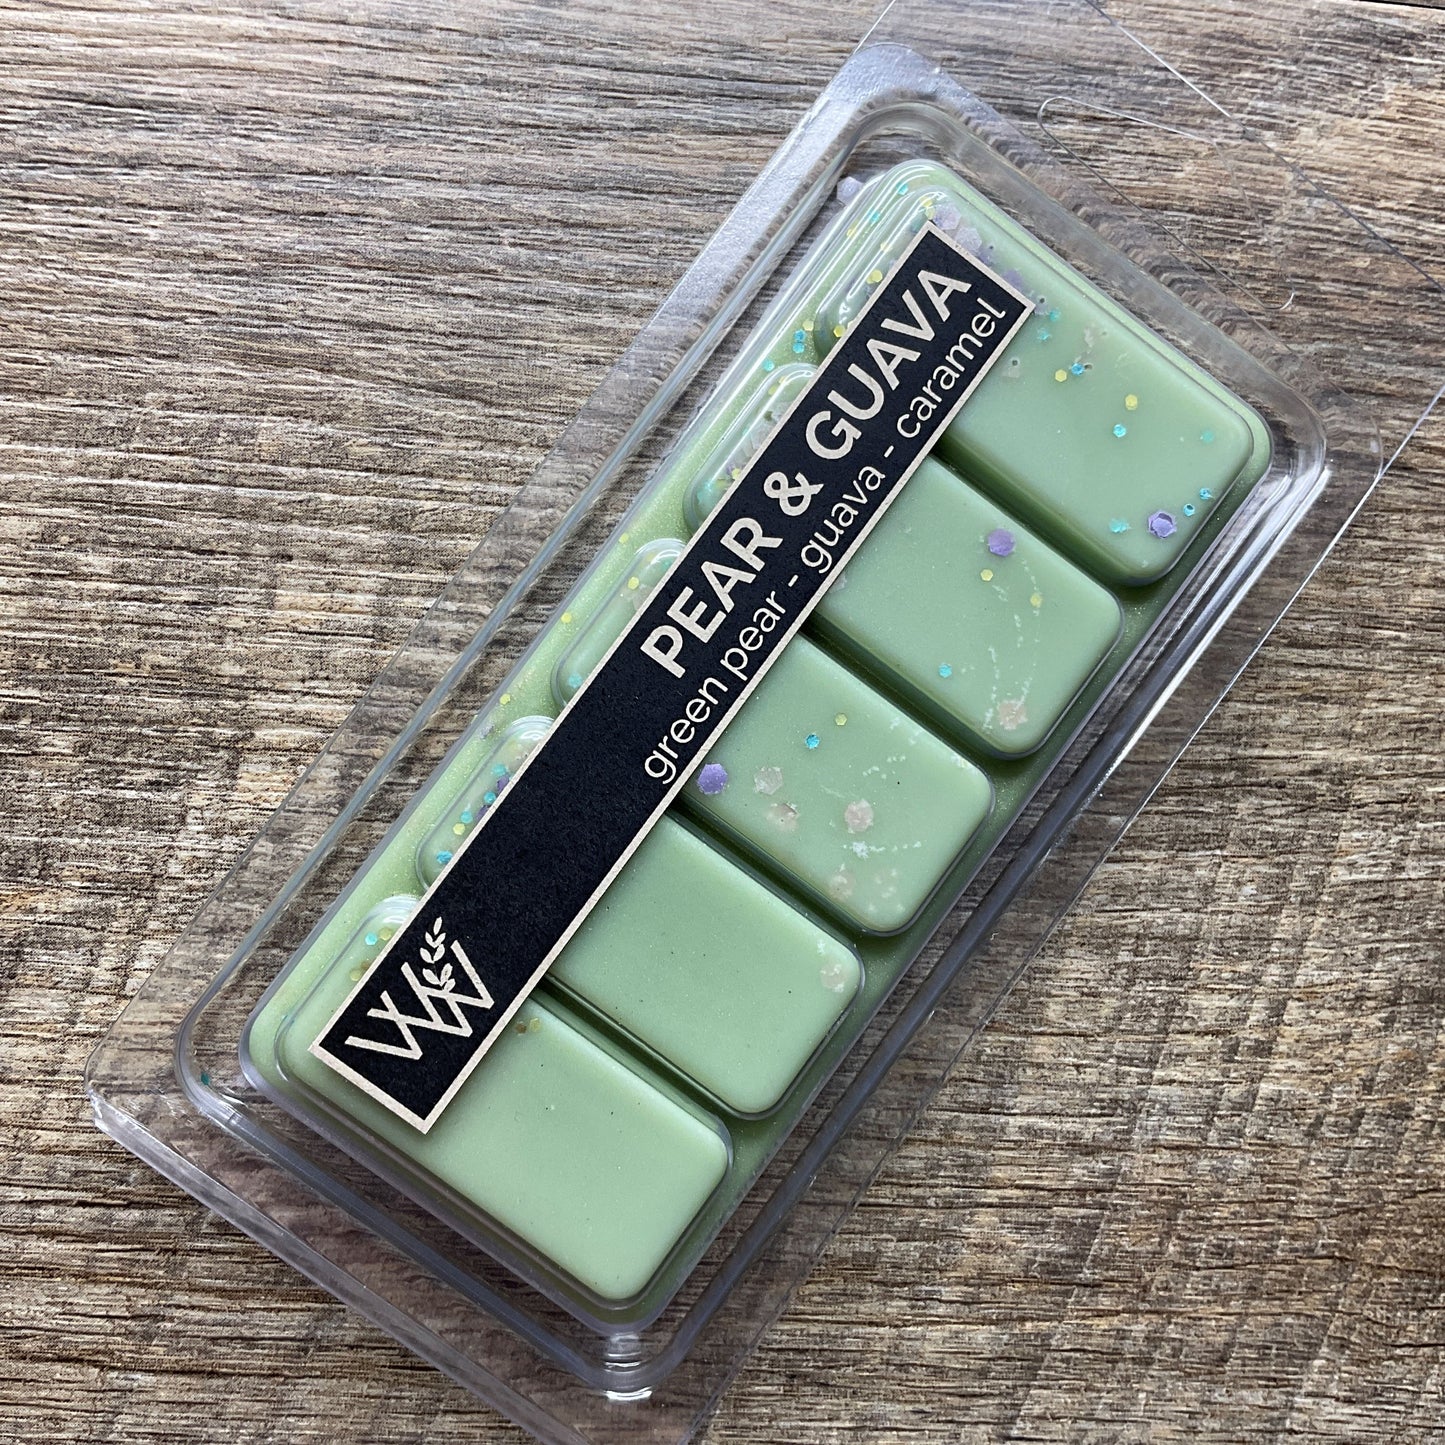 PEAR & GUAVA
green pear - guava - caramel
W